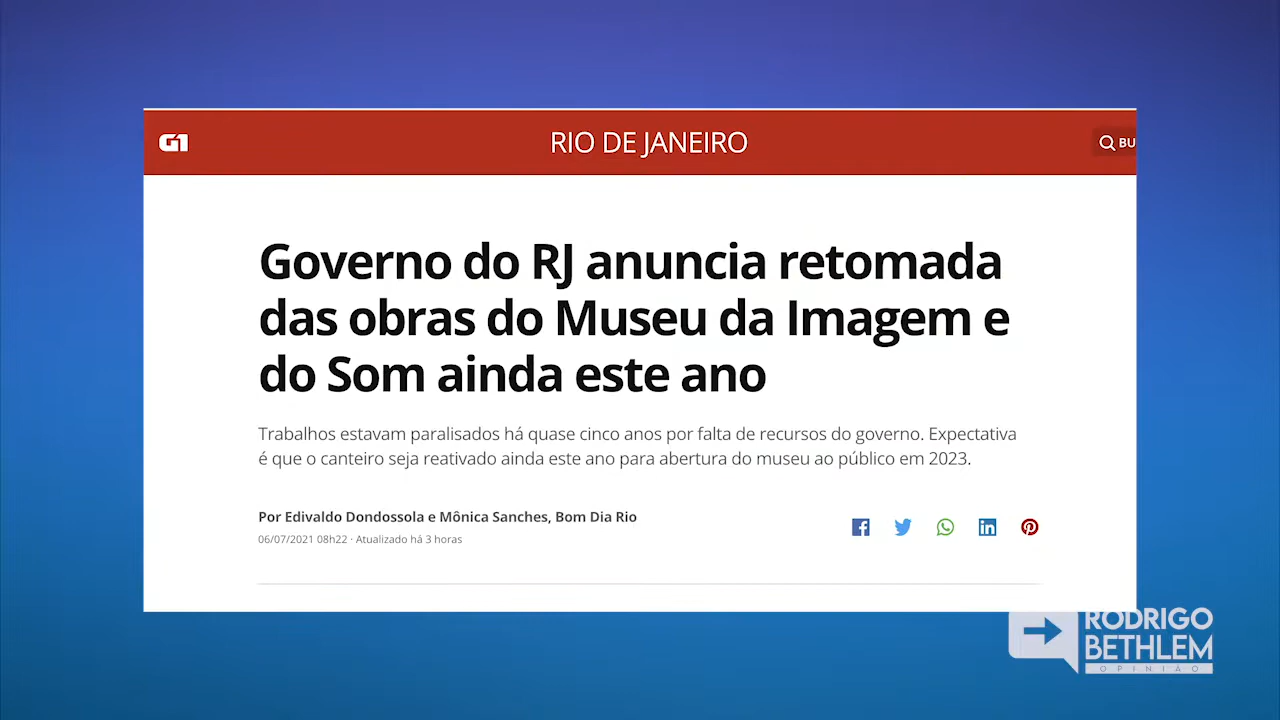 G1
RIO DE JANEIRO
BU
Governo do RJ anuncia retomada
das obras do Museu da Imagem e
do Som ainda este ano
Trabalhos estavam paralisados há quase cinco anos por falta de recursos do governo. Expectativa
é que o canteiro seja reativado ainda este ano para abertura do museu ao público em 2023.
Por Edivaldo Dondossola e Mônica Sanches, Bom Dia Rio
06/07/2021 08h22 · Atualizado há 3 horas
RODRIGO
BETHLEM
OPINIÃO